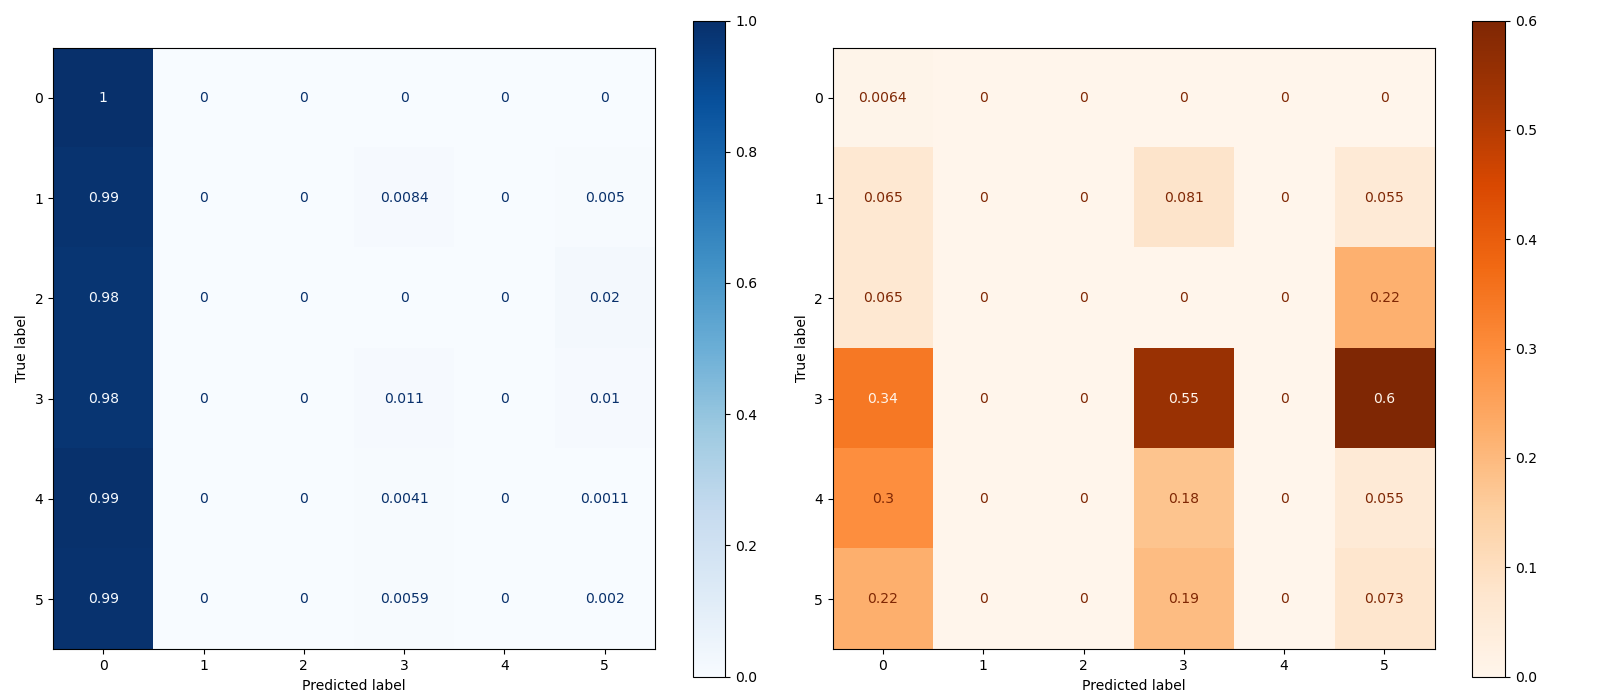 1.0
0.6
0 1 0 0 0 0 0
0 0.0064 0 0 0 0 0
0.8
0.5
1 0.99 0 0 0.0084 0 0.005
1 0.065 0 0 0.081 0 0.055
0.6
0.4
2 0.98 0 0 0 0 0.02
2 0.065 0 0 0 0 0.22
True label
True label
0.3
3 0.98 0 0 0.011 0 0.01
3 0.34 0 0 0.55 0 0.6
0.4
0.2
4 0.99 0 0 0.0041 0 0.0011
4 0.3 0 0 0.18 0 0.055
0.2
0.1
5 0.99 0 0 0.0059 0 0.002
5 0.22 0 0 0.19 0 0.073
0.0
0.0
0 1 2 3 4 5
0 1 2 3 4 5
Predicted label
Predicted label